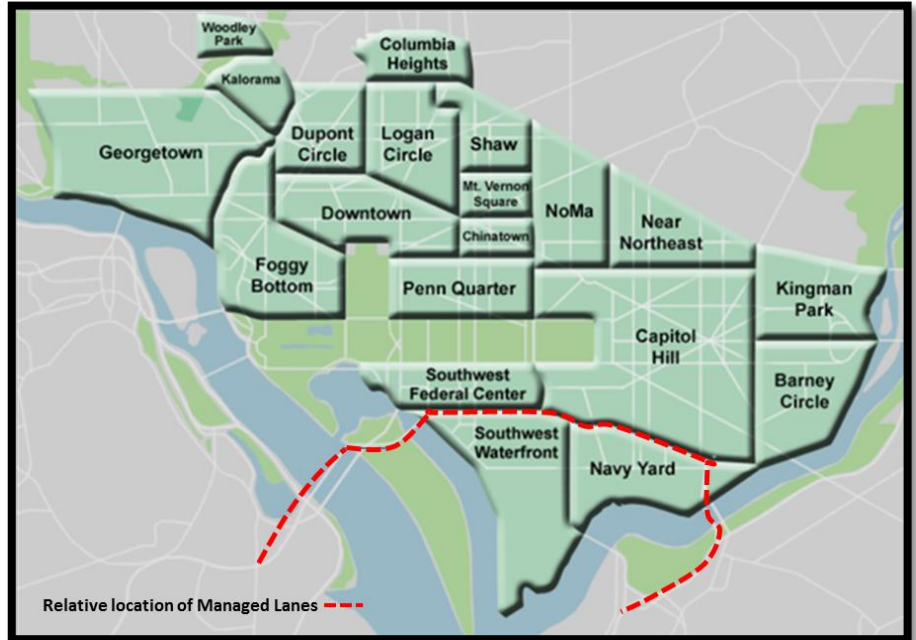 Woodley
Park
Columbia
Heights
Kalorama
Georgetown
Dupont
Circle
Logan
Circle
Shaw
Mt. Vernon
Square
Downtown
NoMa
Near
Northeast
Chinatown
Foggy
Bottom
Penn Quarter
Kingman
Park
Capitol
Hill
Southwest
Federal Center
Barney
Circle
Southwest
Waterfront
Navy Yard
Relative location of Managed Lanes